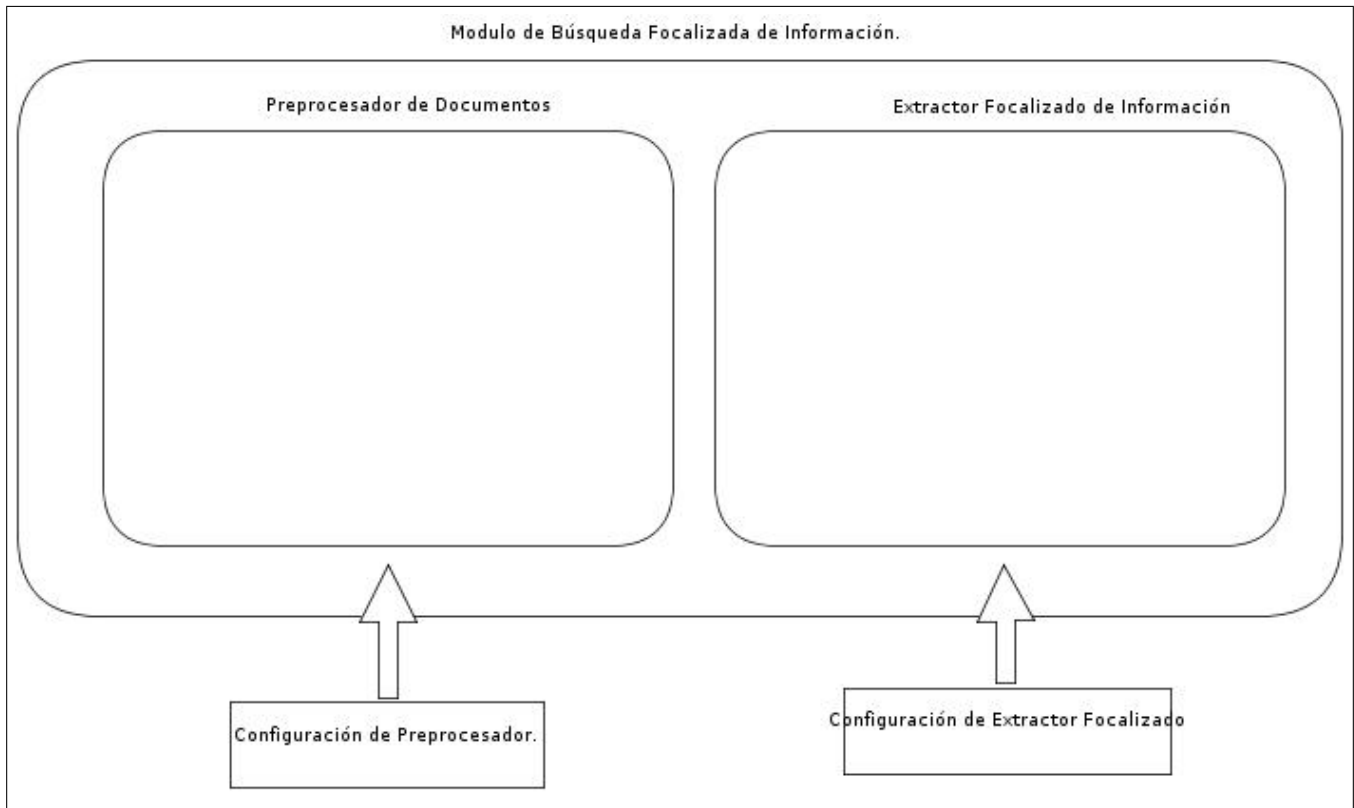 Modulo de Búsqueda Focalizada de Información.
Preprocesador de Documentos
Extractor Focalizado de Información
Configuración de Preprocesador.
Configuración de Extractor Focalizado